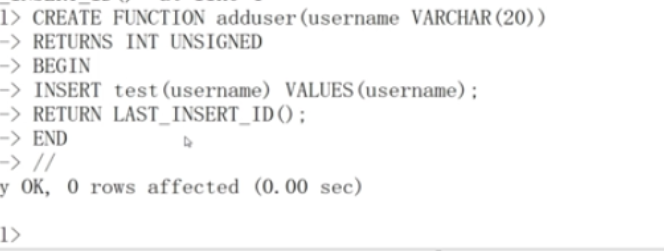 l> CREATE FUNCTION adduser(username VARCHAR(20))
-> RETURNS INT UNSIGNED
-> BEGIN
-> INSERT test(username) VALUES(username);
-> RETURN LAST_INSERT_ID();
-> END
-> //
y OK, 0 rows affected (0.00 sec)
l>